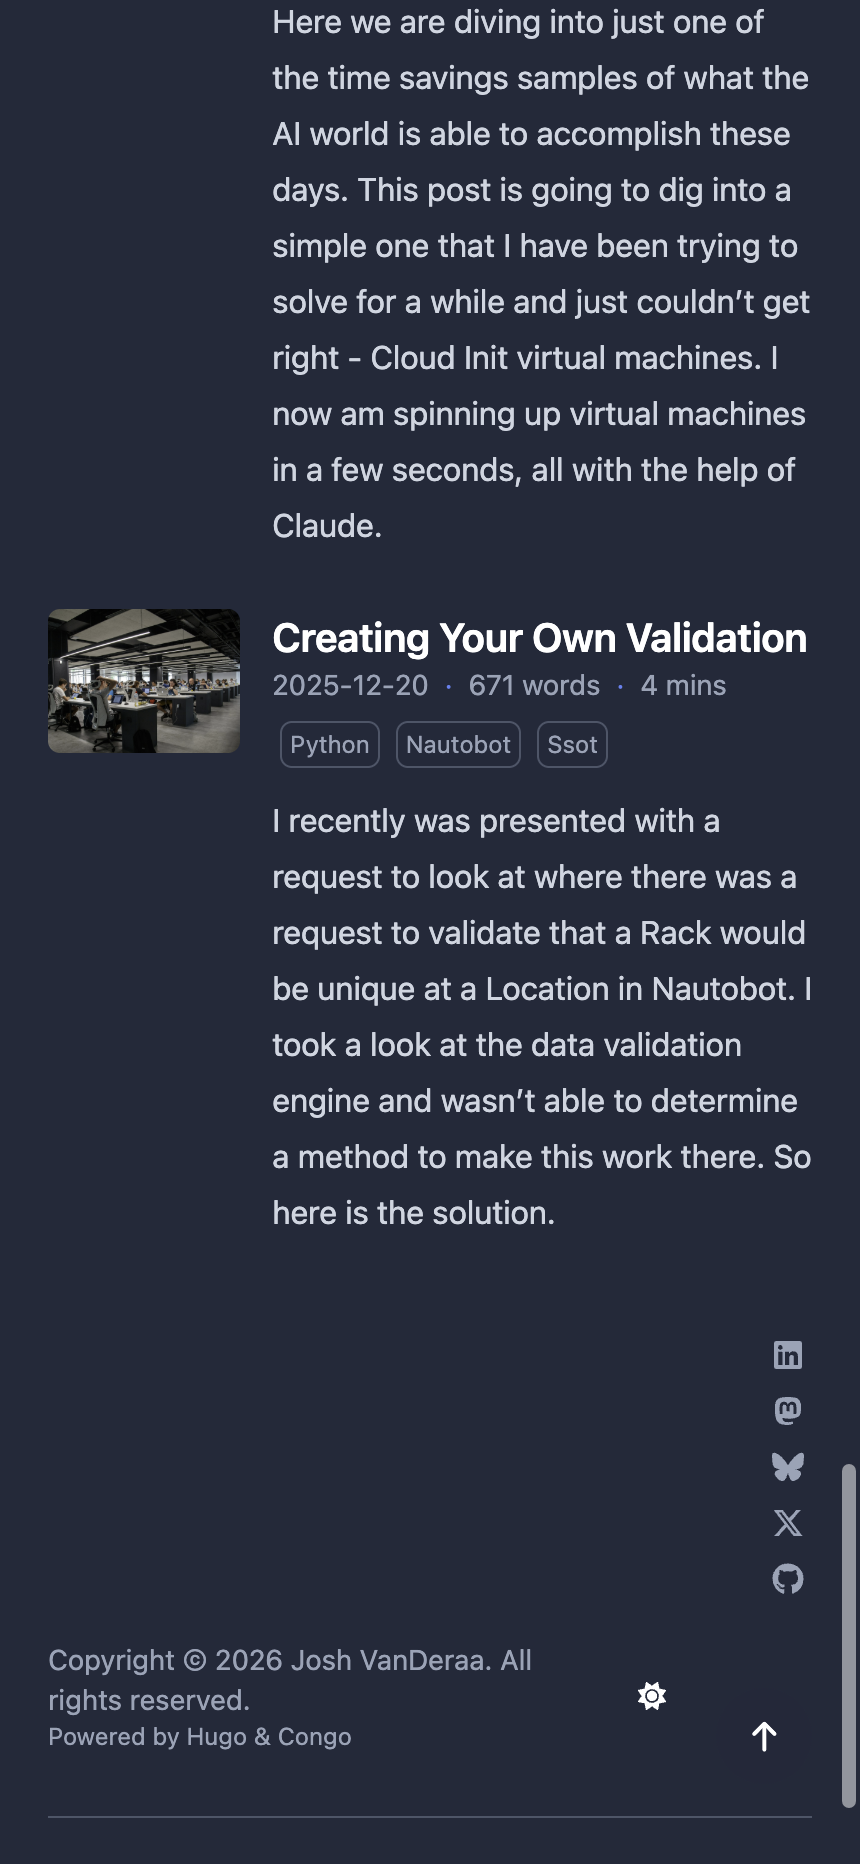 Here we are diving into just one of
the time savings samples of what the
AI world is able to accomplish these
days. This post is going to dig into a
simple one that I have been trying to
solve for a while and just couldn’t get
right - Cloud Init virtual machines. I
now am spinning up virtual machines
in a few seconds, all with the help of
Claude.
Creating Your Own Validation
2025-12-20 · 671 words · 4 mins
Python Nautobot Ssot
I recently was presented with a
request to look at where there was a
request to validate that a Rack would
be unique at a Location in Nautobot. I
took a look at the data validation
engine and wasn’t able to determine
a method to make this work there. So
here is the solution.
Copyright © 2026 Josh VanDeraa. All
rights reserved.
Powered by Hugo & Congo